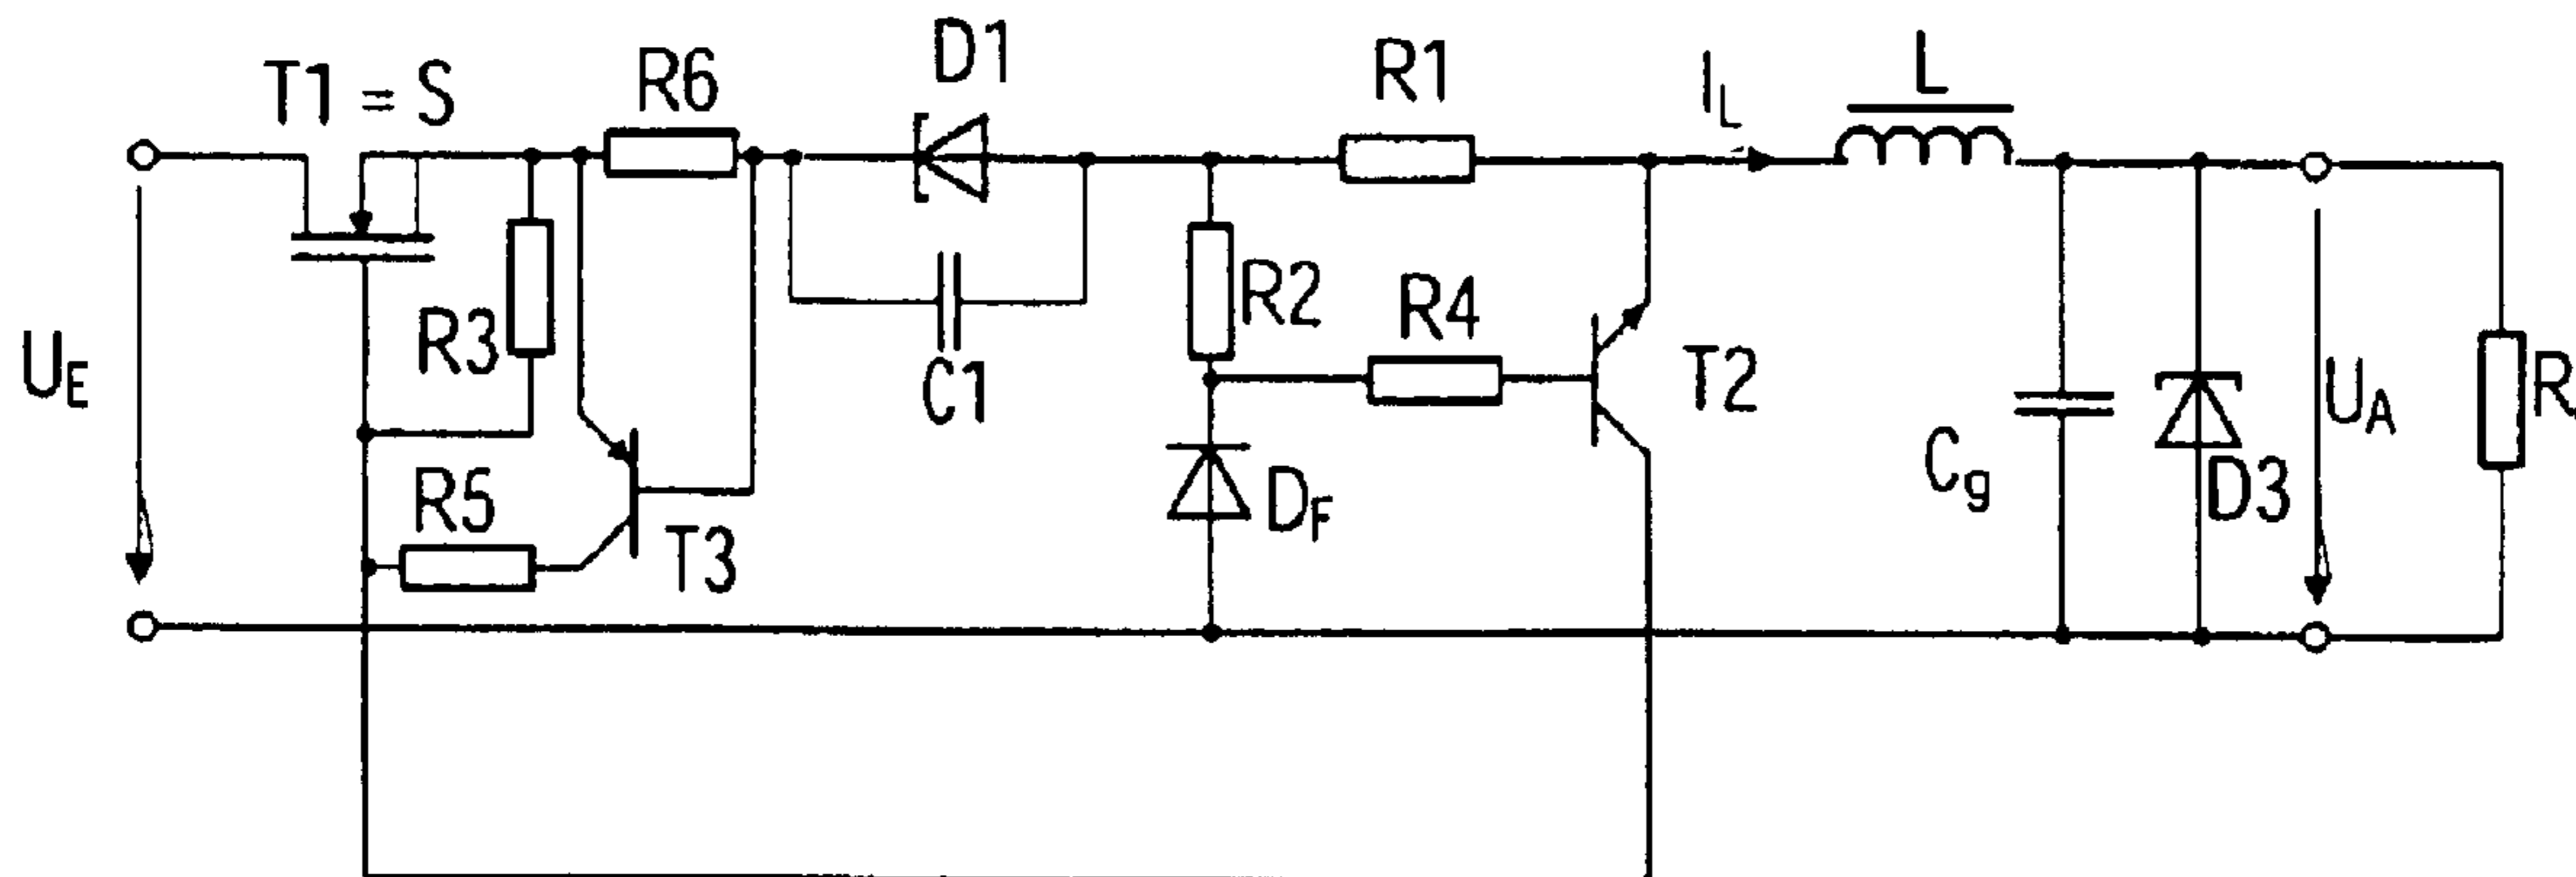 T1 = S
R6
D1
R1
I_L
L
R3
R2
R4
C1
T2
U_E
R5
T3
D_F
C_g
D3
U_A
R